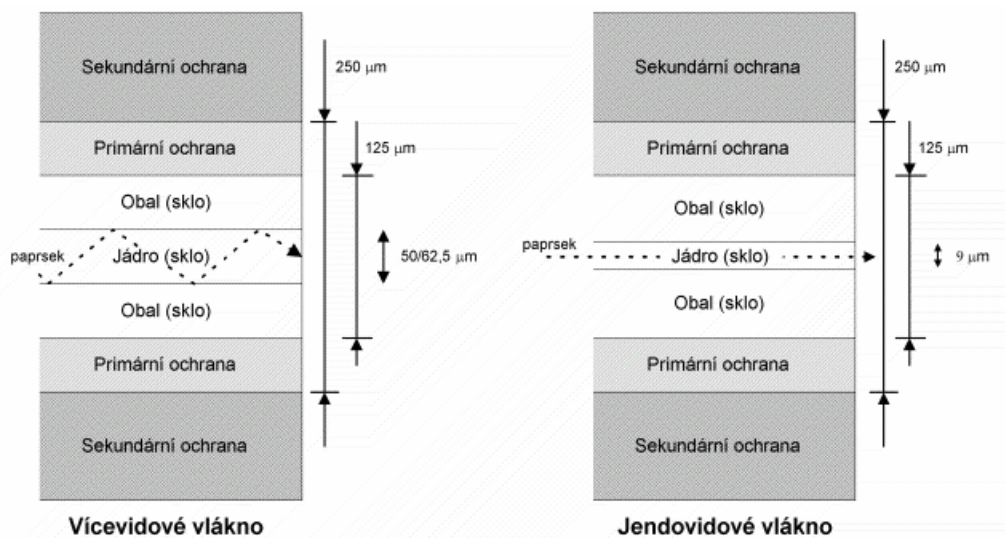 Sekundární ochrana
250 μm
Primární ochrana
125 μm
Obal (sklo)
paprsek
Jádro (sklo)
50/62,5 μm
Obal (sklo)
Primární ochrana
Sekundární ochrana
Vícevidové vlákno
Sekundární ochrana
250 μm
Primární ochrana
125 μm
Obal (sklo)
paprsek
Jádro (sklo)
9 μm
Obal (sklo)
Primární ochrana
Sekundární ochrana
Jendovidové vlákno